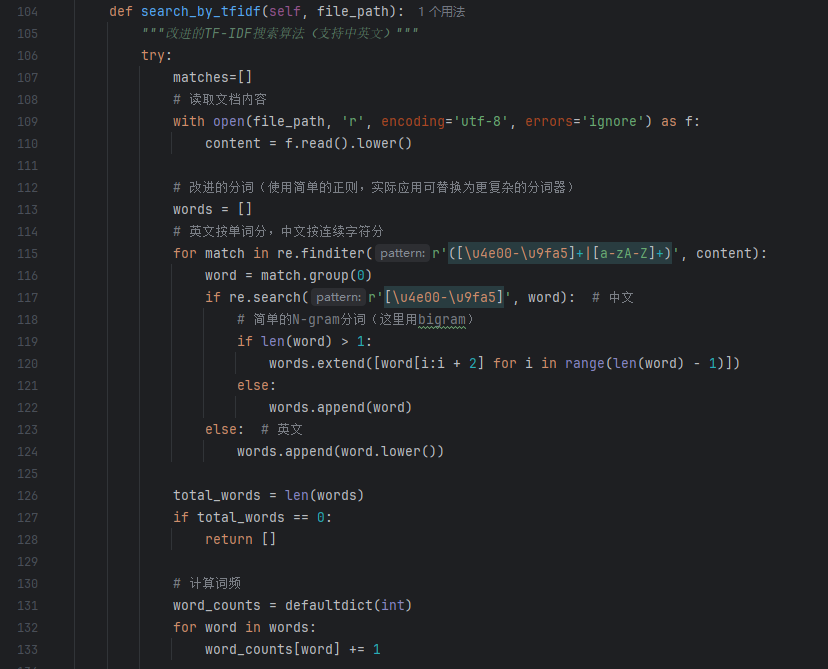 104 def search_by_tfidf(self, file_path): 1个用法
105 """改进的TF-IDF搜索算法（支持中英文）"""
106 try:
107 matches=[]
108 # 读取文档内容
109 with open(file_path, 'r', encoding='utf-8', errors='ignore') as f:
110 content = f.read().lower()
111
112 # 改进的分词（使用简单的正则，实际应用可替换为更复杂的分词器）
113 words = []
114 # 英文按单词分，中文按连续字符分
115 for match in re.finditer( pattern: r'([\u4e00-\u9fa5]+|[a-zA-Z]+)', content):
116 word = match.group(0)
117 if re.search( pattern: r'[\u4e00-\u9fa5]', word): # 中文
118 # 简单的N-gram分词（这里用bigram）
119 if len(word) > 1:
120 words.extend([word[i:i + 2] for i in range(len(word) - 1)])
121 else:
122 words.append(word)
123 else: # 英文
124 words.append(word.lower())
125
126 total_words = len(words)
127 if total_words == 0:
128 return []
129
130 # 计算词频
131 word_counts = defaultdict(int)
132 for word in words:
133 word_counts[word] += 1